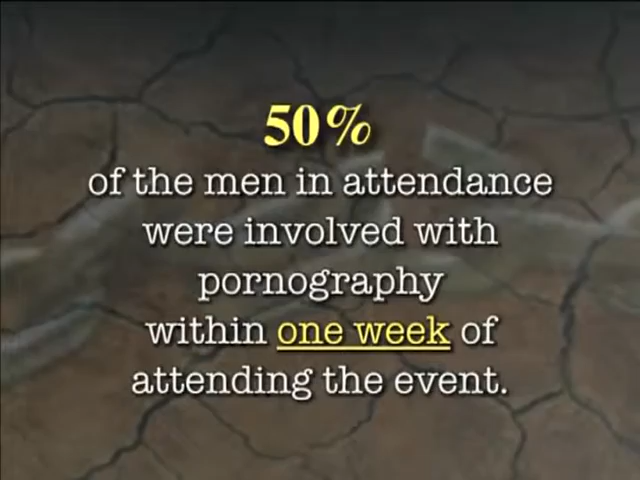 50%
of the men in attendance
were involved with
pornography
within one week of
attending the event.